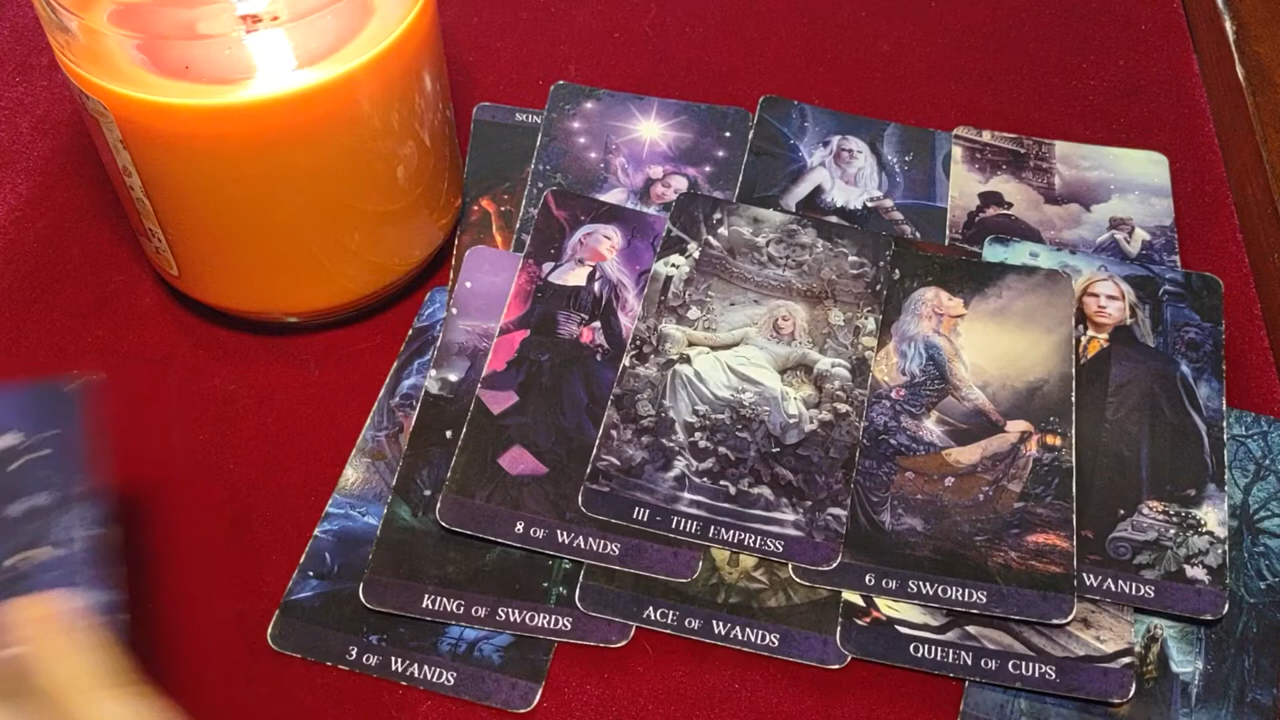 8 OF WANDS
III - THE EMPRESS
6 OF SWORDS
WANDS
KING OF SWORDS
ACE OF WANDS
QUEEN OF CUPS
3 OF WANDS